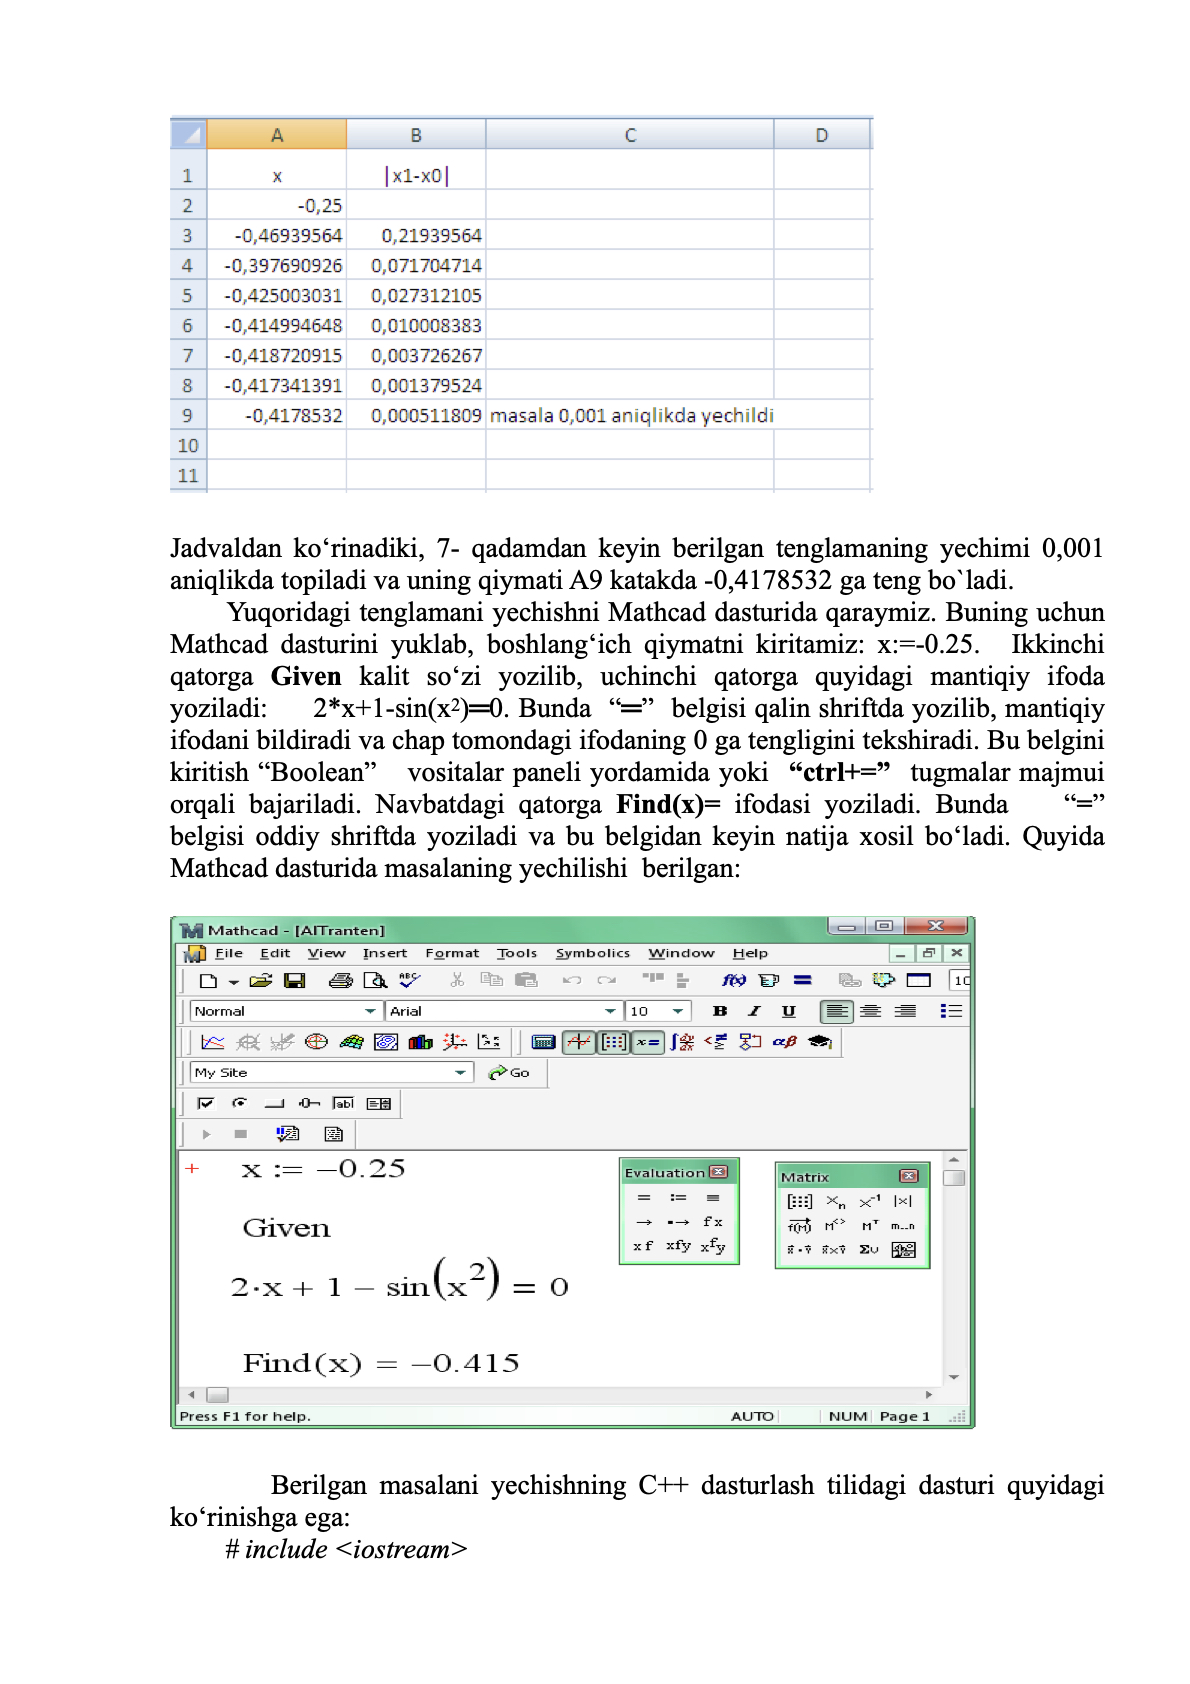 A B C D
1 x |x1-x0|
2 -0,25
3 -0,46939564 0,21939564
4 -0,397690926 0,071704714
5 -0,425003031 0,027312105
6 -0,414994648 0,010008383
7 -0,418720915 0,003726267
8 -0,417341391 0,001379524
9 -0,4178532 0,000511809 masala 0,001 aniqlikda yechildi
10
11
Jadvaldan ko‘rinadiki, 7- qadamdan keyin berilgan tenglamaning yechimi 0,001
aniqlikda topiladi va uning qiymati A9 katakda -0,4178532 ga teng bo`ladi.
Yuqoridagi tenglamani yechishni Mathcad dasturida qaraymiz. Buning uchun
Mathcad dasturini yuklab, boshlang‘ich qiymatni kiritamiz: x:=-0.25. Ikkinchi
qatorga Given kalit so‘zi yozilib, uchinchi qatorga quyidagi mantiqiy ifoda
yoziladi: 2*x+1-sin(x²)=0. Bunda “=” belgisi qalin shriftda yozilib, mantiqiy
ifodani bildiradi va chap tomondagi ifodaning 0 ga tengligini tekshiradi. Bu belgini
kiritish “Boolean” vositalar paneli yordamida yoki “ctrl+=” tugmalar majmui
orqali bajariladi. Navbatdagi qatorga Find(x)= ifodasi yoziladi. Bunda “=”
belgisi oddiy shriftda yoziladi va bu belgidan keyin natija xosil bo‘ladi. Quyida
Mathcad dasturida masalaning yechilishi berilgan:
Mathcad - [AlTranten]
File Edit View Insert Format Tools Symbolics Window Help
Normal Arial 10 B I U
My Site Go
x := −0.25
Given
2·x + 1 − sin(x²) = 0
Find(x) = −0.415
Evaluation
= := ≡
→ ▪→ fx
xf xfy xᶠy
Matrix
[:::] Xₙ X⁻¹ |×|
f(M) M<> Mᵀ m..n
Συ
Press F1 for help. AUTO NUM Page 1
Berilgan masalani yechishning C++ dasturlash tilidagi dasturi quyidagi
ko‘rinishga ega:
# include <iostream>